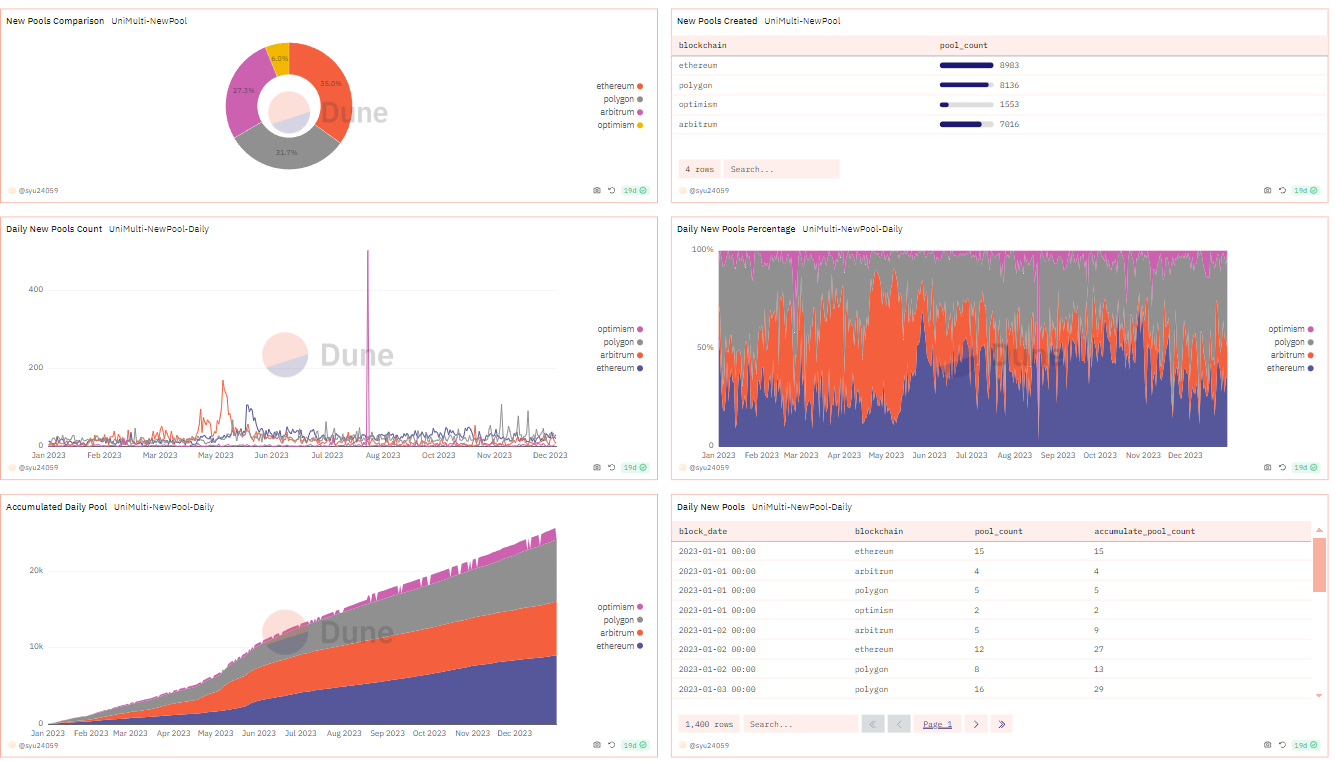 New Pools Comparison UniMulti-NewPool
6.0%
35.0%
27.3%
31.7%
Dune
ethereum
polygon
arbitrum
optimism
@syu24059
19d
New Pools Created UniMulti-NewPool
blockchain pool_count
ethereum 8983
polygon 8136
optimism 1553
arbitrum 7016
4 rows Search...
@syu24059
19d
Daily New Pools Count UniMulti-NewPool-Daily
400
200
0
Dune
optimism
polygon
arbitrum
ethereum
Jan 2023 Feb 2023 Mar 2023 May 2023 Jun 2023 Jul 2023 Aug 2023 Oct 2023 Nov 2023 Dec 2023
@syu24059
19d
Daily New Pools Percentage UniMulti-NewPool-Daily
100%
50%
0
Dune
optimism
polygon
arbitrum
ethereum
Jan 2023 Feb 2023 Mar 2023 Apr 2023 May 2023 Jun 2023 Jul 2023 Aug 2023 Sep 2023 Oct 2023 Nov 2023 Dec 2023
@syu24059
19d
Accumulated Daily Pool UniMulti-NewPool-Daily
20k
10k
0
Dune
optimism
polygon
arbitrum
ethereum
Jan 2023 Feb 2023 Mar 2023 Apr 2023 May 2023 Jun 2023 Jul 2023 Aug 2023 Sep 2023 Oct 2023 Nov 2023 Dec 2023
@syu24059
19d
Daily New Pools UniMulti-NewPool-Daily
block_date blockchain pool_count accumulate_pool_count
2023-01-01 00:00 ethereum 15 15
2023-01-01 00:00 arbitrum 4 4
2023-01-01 00:00 polygon 5 5
2023-01-01 00:00 optimism 2 2
2023-01-02 00:00 arbitrum 5 9
2023-01-02 00:00 ethereum 12 27
2023-01-02 00:00 polygon 8 13
2023-01-03 00:00 polygon 16 29
1,400 rows Search... Page 1
@syu24059
19d